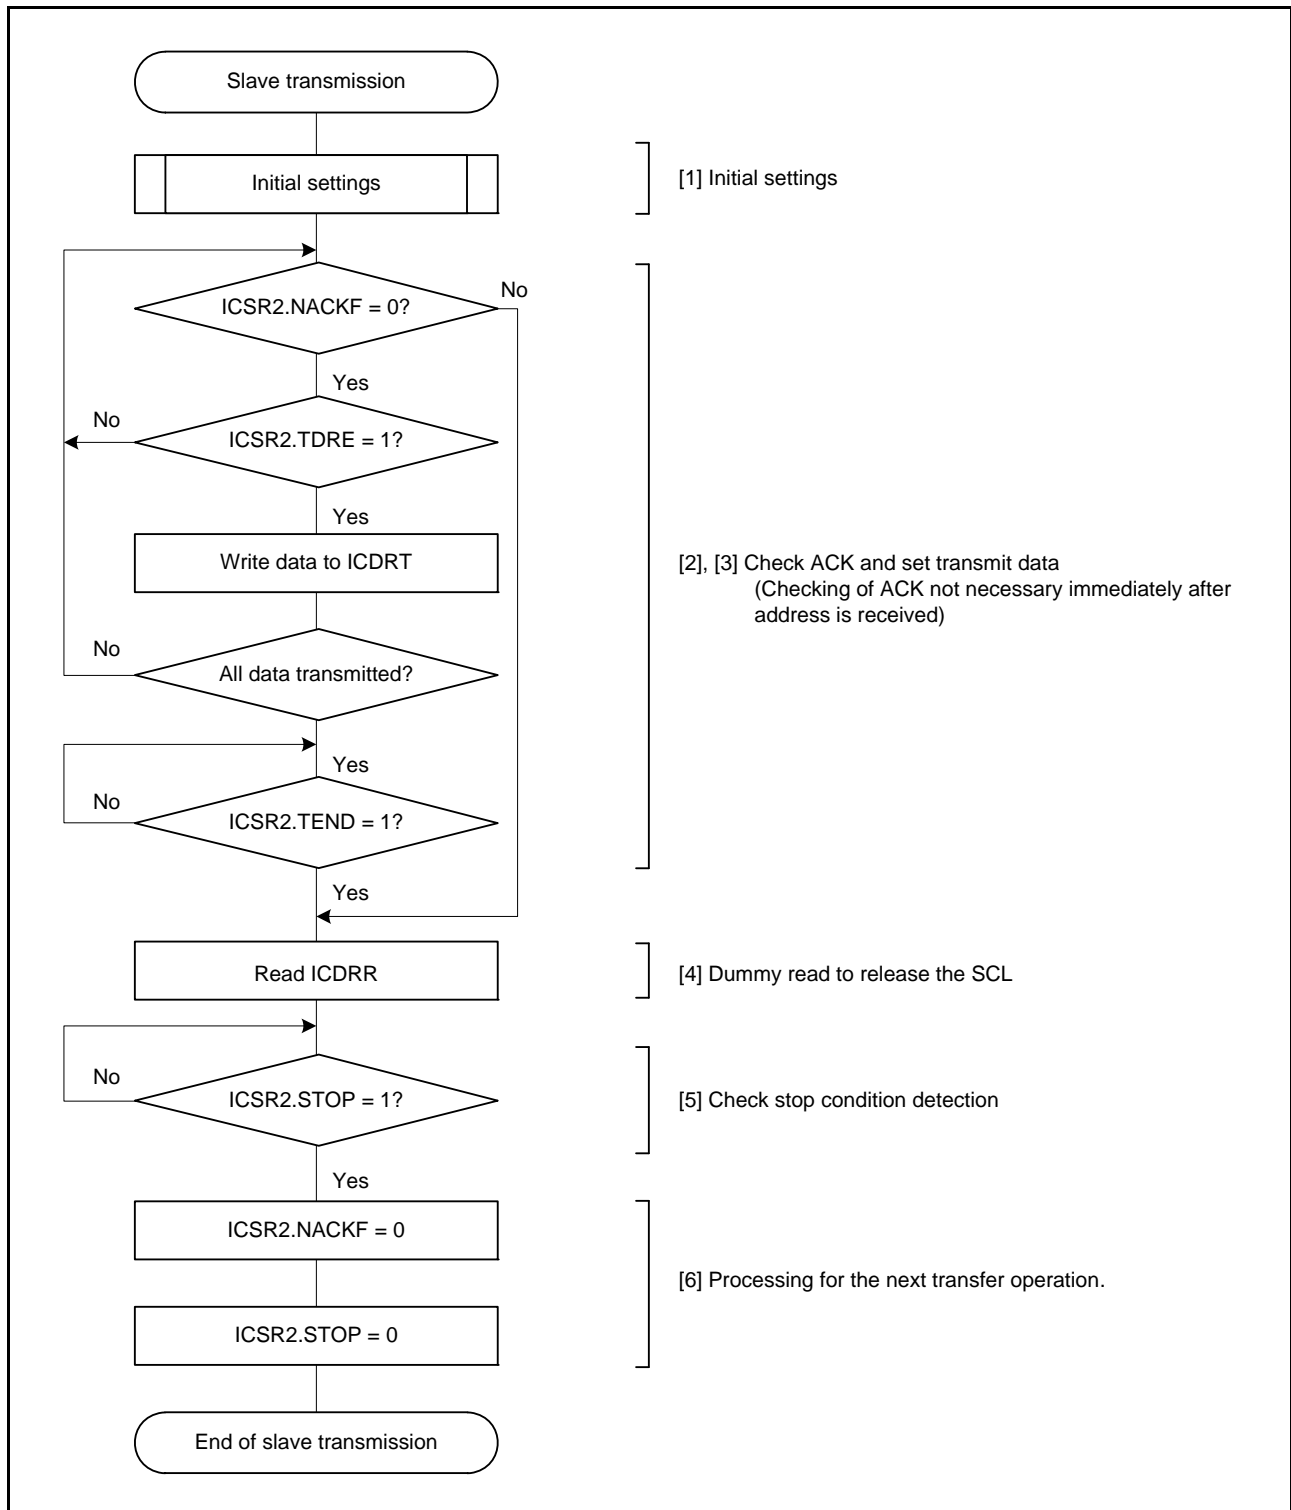 Slave transmission
Initial settings
[1] Initial settings
ICSR2.NACKF = 0?
No
Yes
No
ICSR2.TDRE = 1?
Yes
Write data to ICDRT
[2], [3] Check ACK and set transmit data
(Checking of ACK not necessary immediately after
address is received)
No
All data transmitted?
Yes
No
ICSR2.TEND = 1?
Yes
Read ICDRR
[4] Dummy read to release the SCL
No
ICSR2.STOP = 1?
[5] Check stop condition detection
Yes
ICSR2.NACKF = 0
[6] Processing for the next transfer operation.
ICSR2.STOP = 0
End of slave transmission